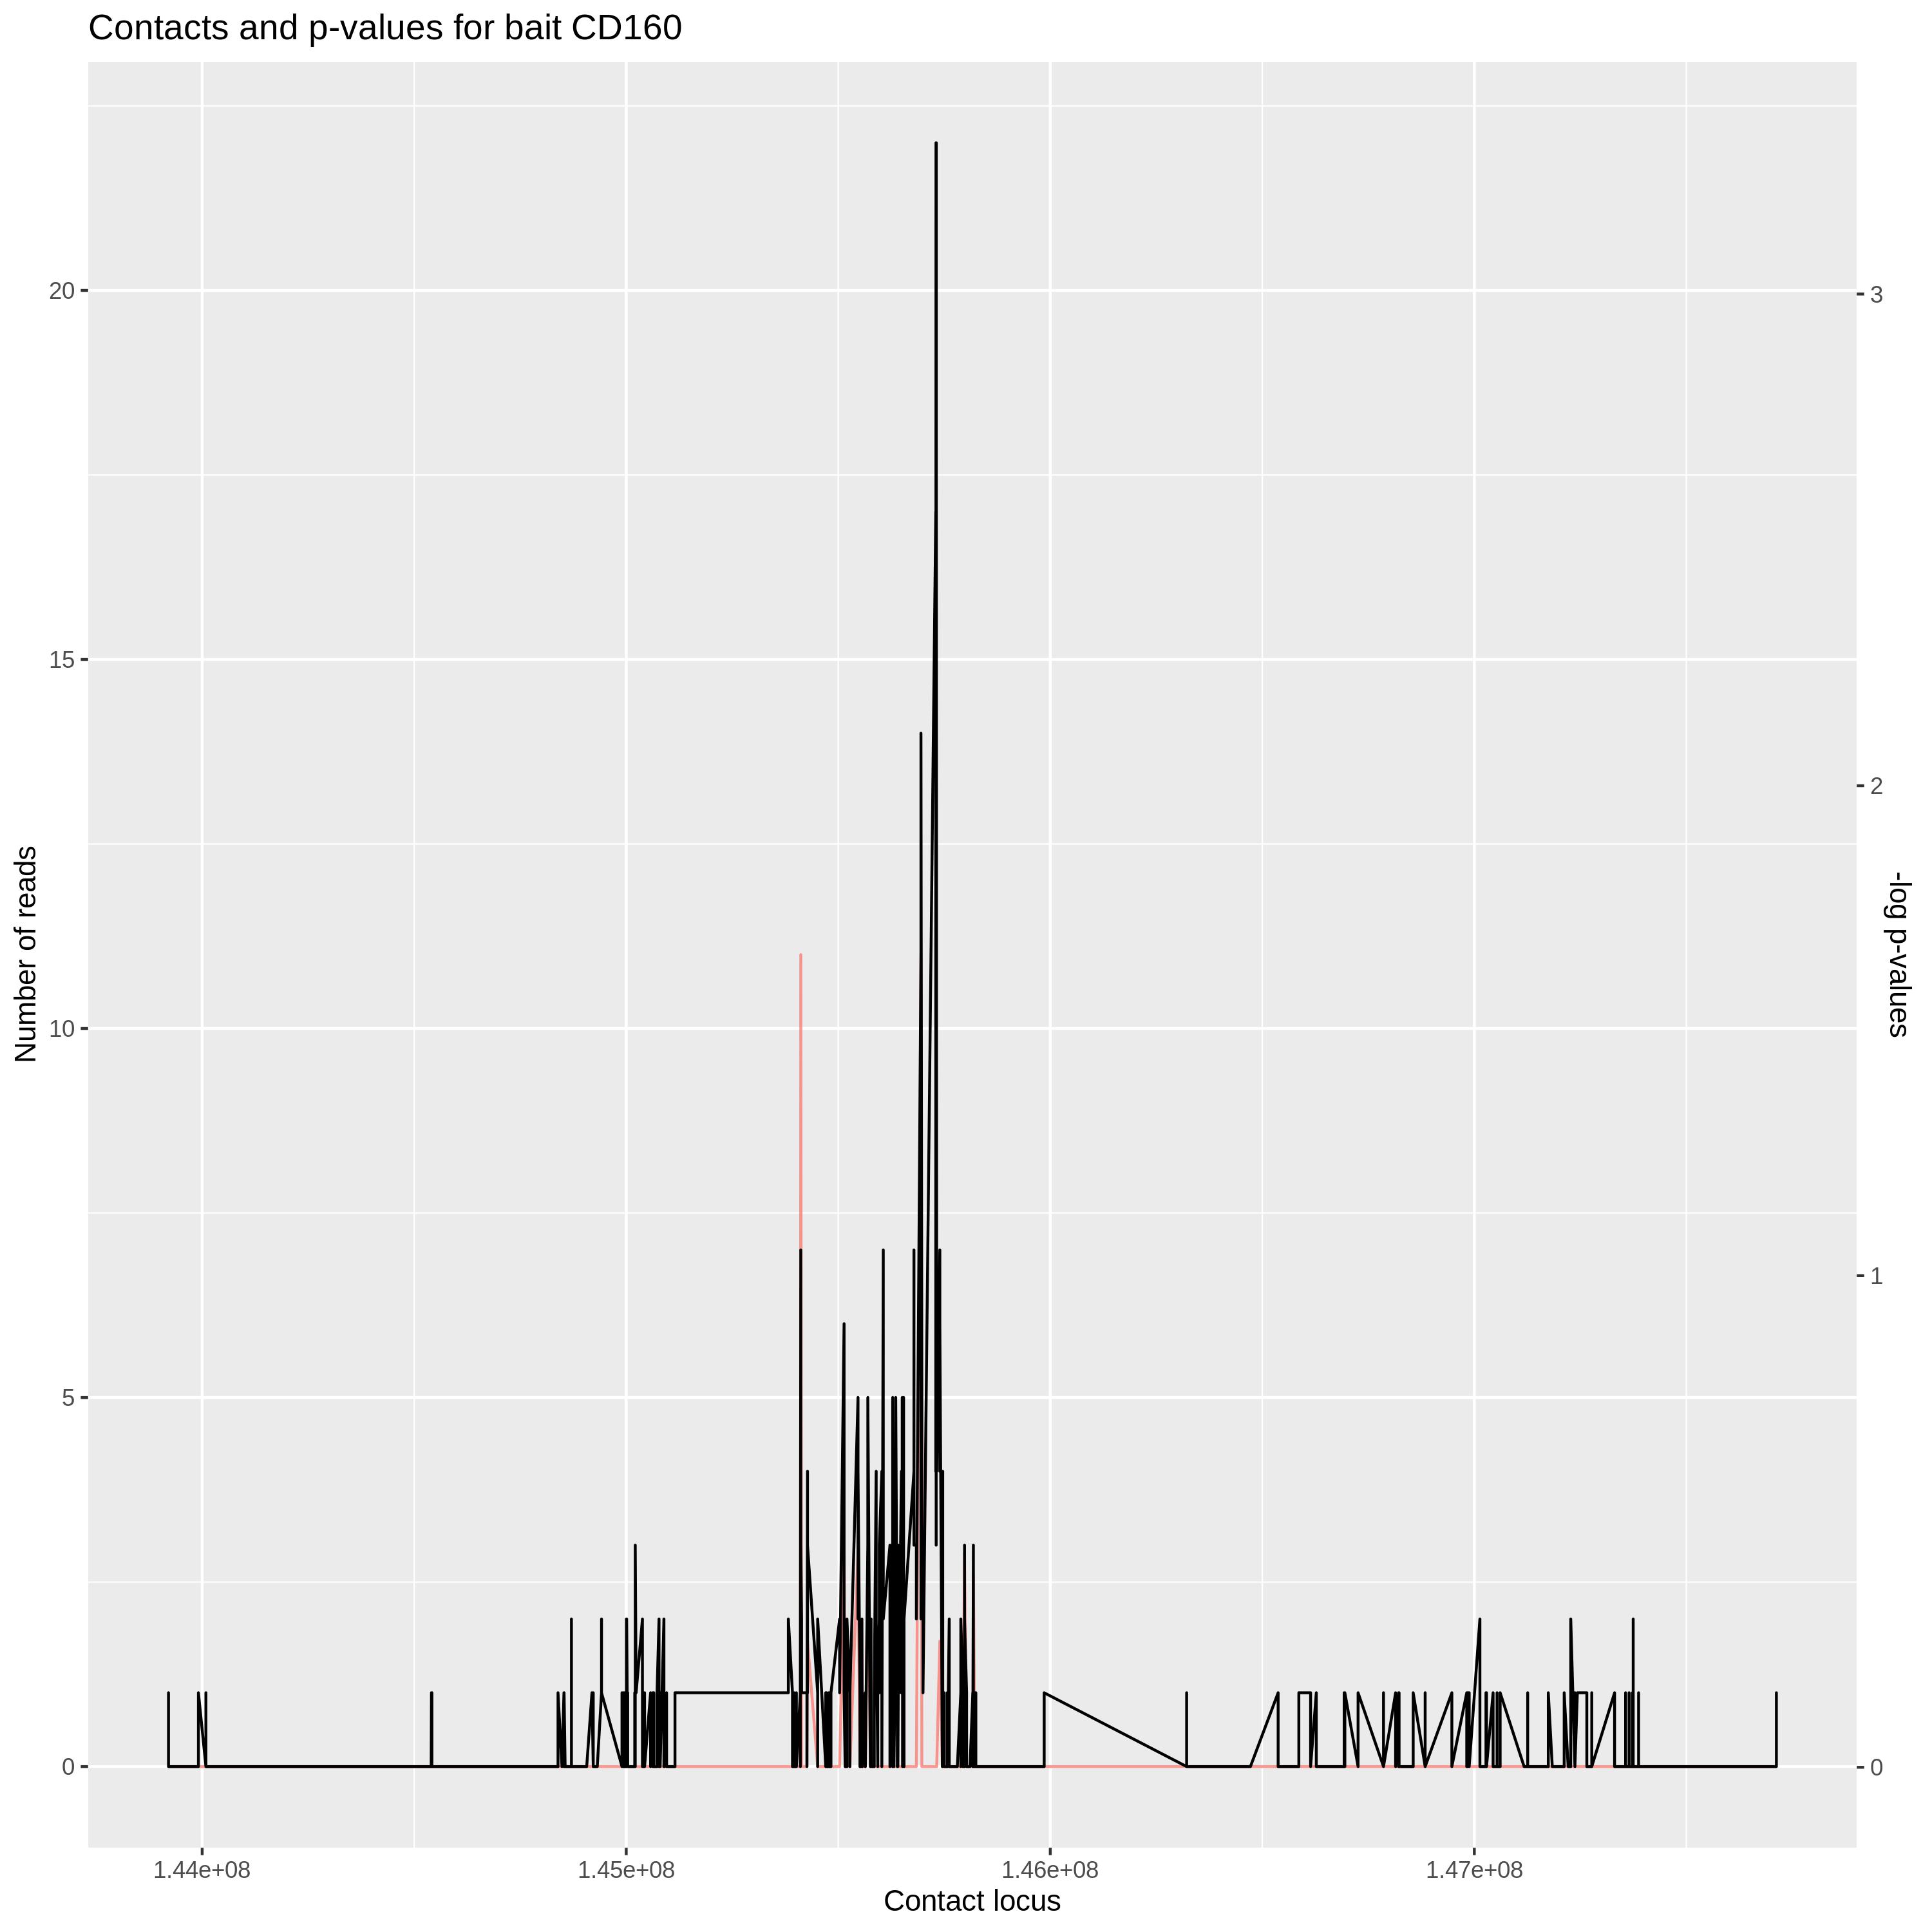 Contacts and p-values for bait CD160
Number of reads
20
15
10
5
0
3
2
1
0
-log p-values
1.44e+08
1.45e+08
1.46e+08
1.47e+08
Contact locus